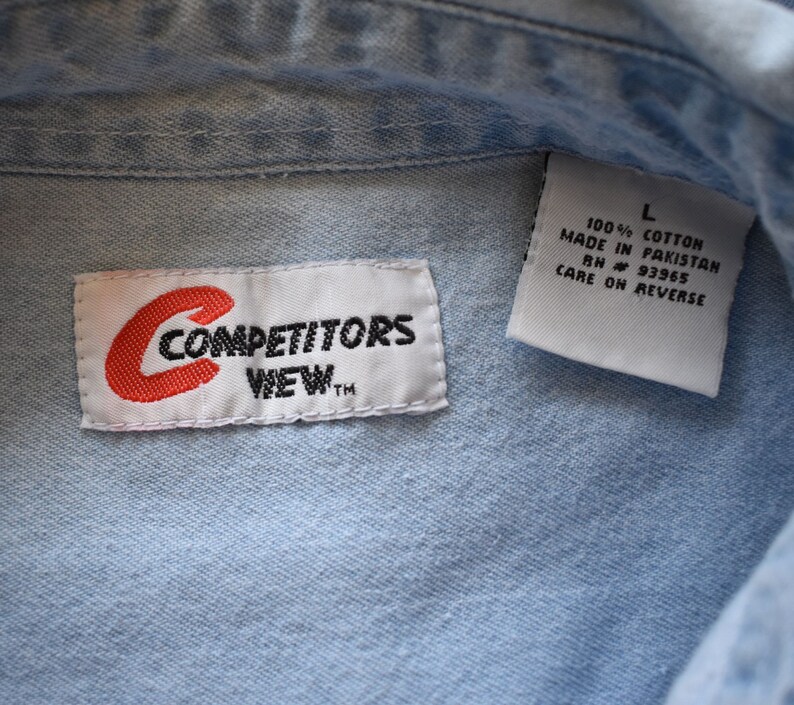 C COMPETITORS
VIEW™
L
100% COTTON
MADE IN PAKISTAN
RN # 93965
CARE ON REVERSE